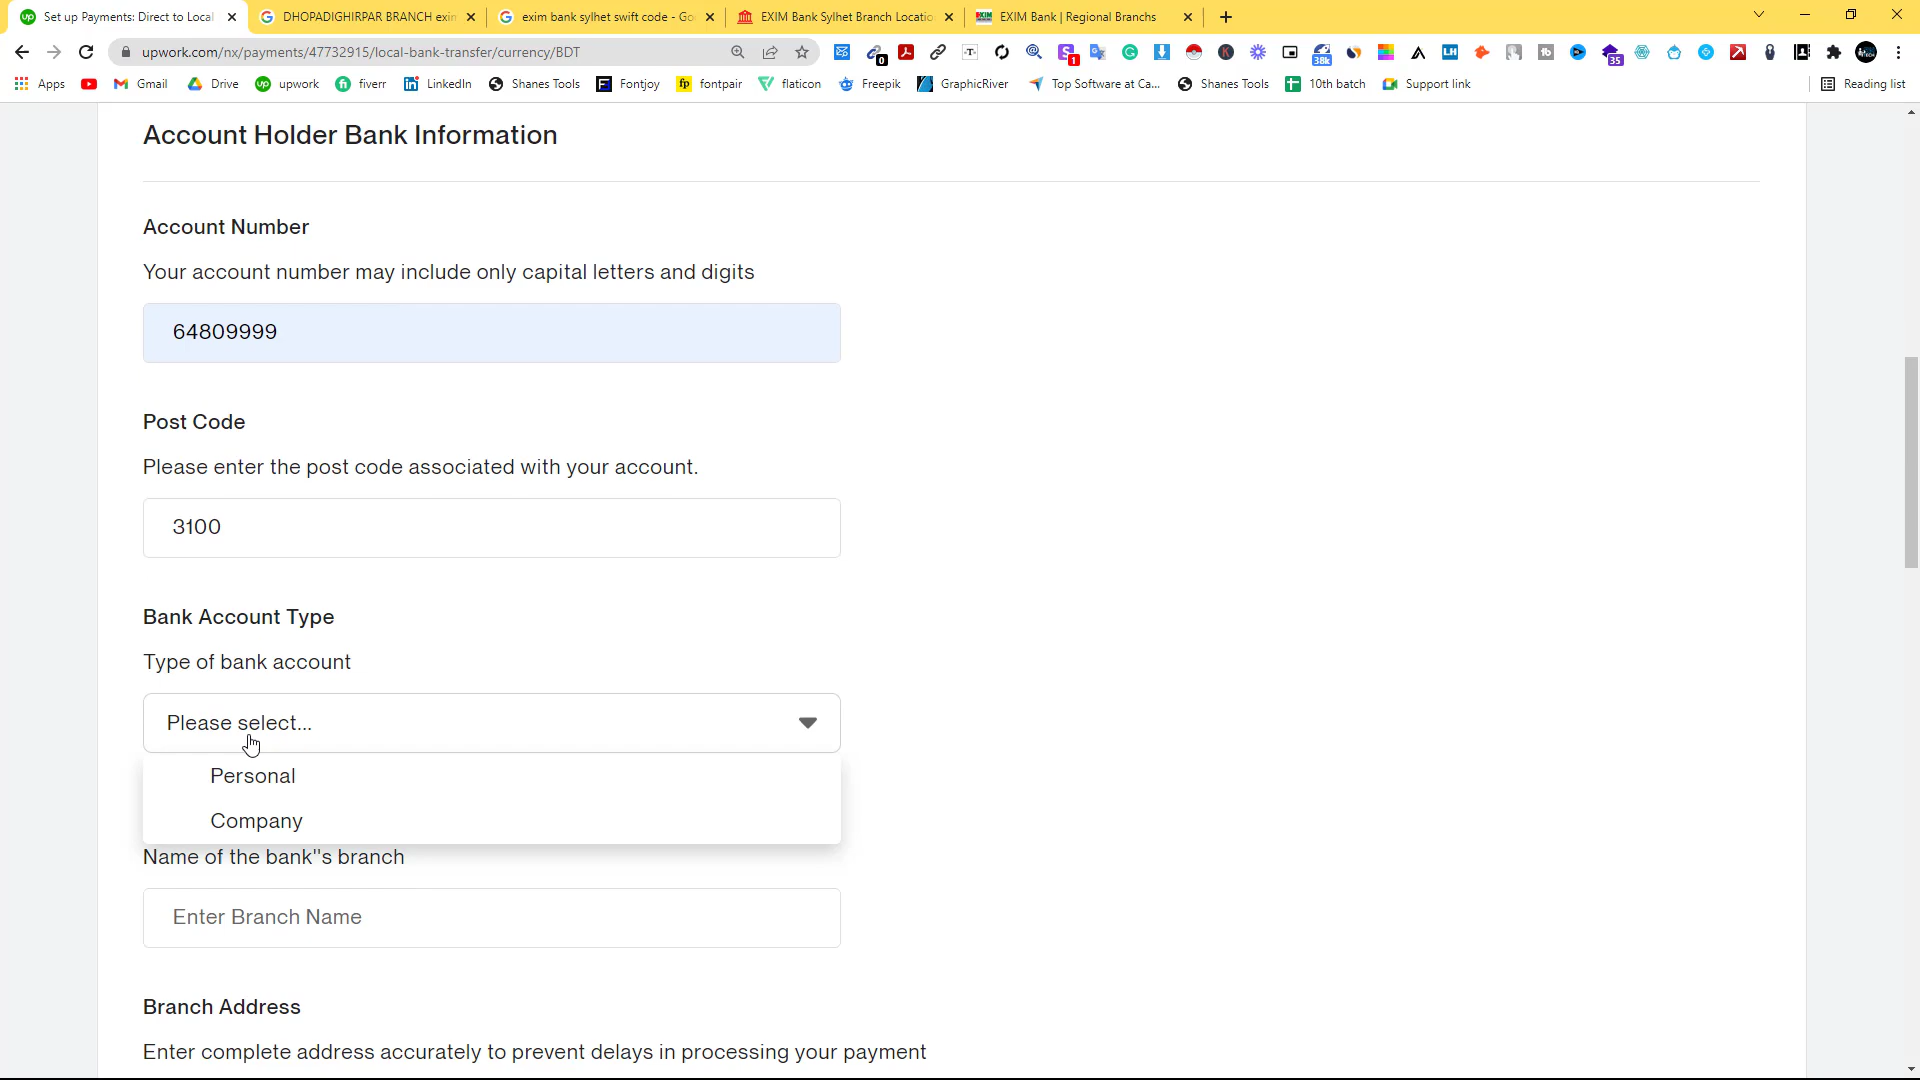 Set up Payments: Direct to Local
DHOPADIGHIRPAR BRANCH exim
exim bank sylhet swift code - Goo
EXIM Bank Sylhet Branch Locatio
EXIM Bank | Regional Branchs
upwork.com/nx/payments/47732915/local-bank-transfer/currency/BDT
Apps
Gmail
Drive
upwork
fiverr
LinkedIn
Shanes Tools
Fontjoy
fontpair
flaticon
Freepik
GraphicRiver
Top Software at Ca...
Shanes Tools
10th batch
Support link
Reading list
Account Holder Bank Information
Account Number
Your account number may include only capital letters and digits
64809999
Post Code
Please enter the post code associated with your account.
3100
Bank Account Type
Type of bank account
Please select...
Personal
Company
Name of the bank"s branch
Enter Branch Name
Branch Address
Enter complete address accurately to prevent delays in processing your payment